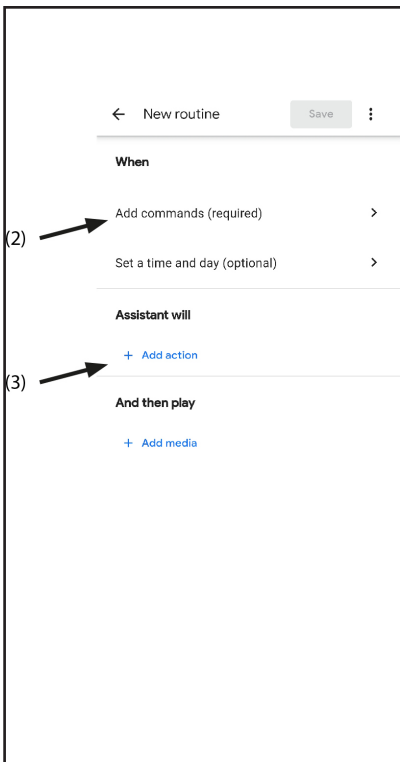 New routine
Save
When
Add commands (required)
(2)
Set a time and day (optional)
Assistant will
+ Add action
(3)
And then play
+ Add media